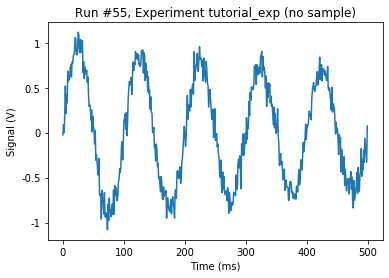 Run #55, Experiment tutorial_exp (no sample)
1
0.5
0
-0.5
-1
Signal (V)
0 100 200 300 400 500
Time (ms)